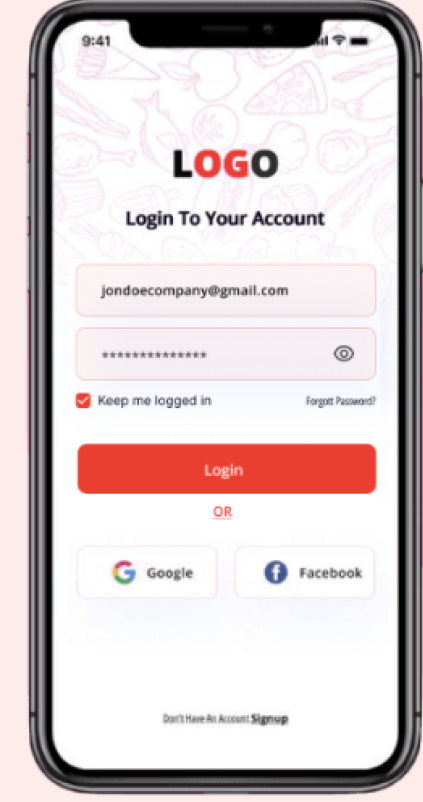 9:41
LOGO
Login To Your Account
jondoecompany@gmail.com
**************
Keep me logged in Forgott Password?
Login
OR
Google Facebook
Don't Have An Account Signup